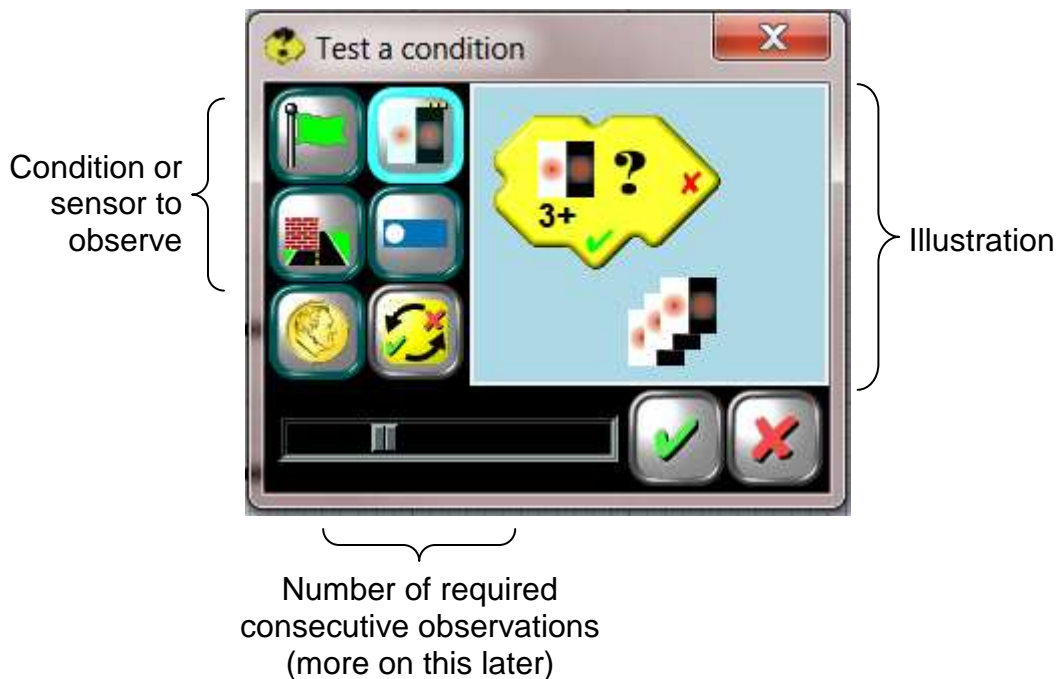 Test a condition
X
Condition or
sensor to
observe
?
3+
Illustration
Number of required
consecutive observations
(more on this later)